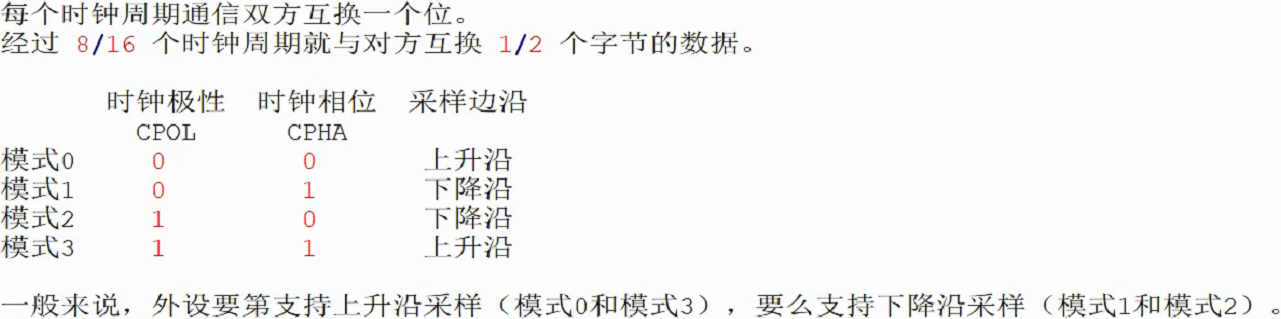 每个时钟周期通信双方互换一个位。
经过 8/16 个时钟周期就与对方互换 1/2 个字节的数据。
时钟极性 时钟相位 采样边沿
CPOL CPHA
模式0 0 0 上升沿
模式1 0 1 下降沿
模式2 1 0 下降沿
模式3 1 1 上升沿
一般来说，外设要第支持上升沿采样（模式0和模式3），要么支持下降沿采样（模式1和模式2）。